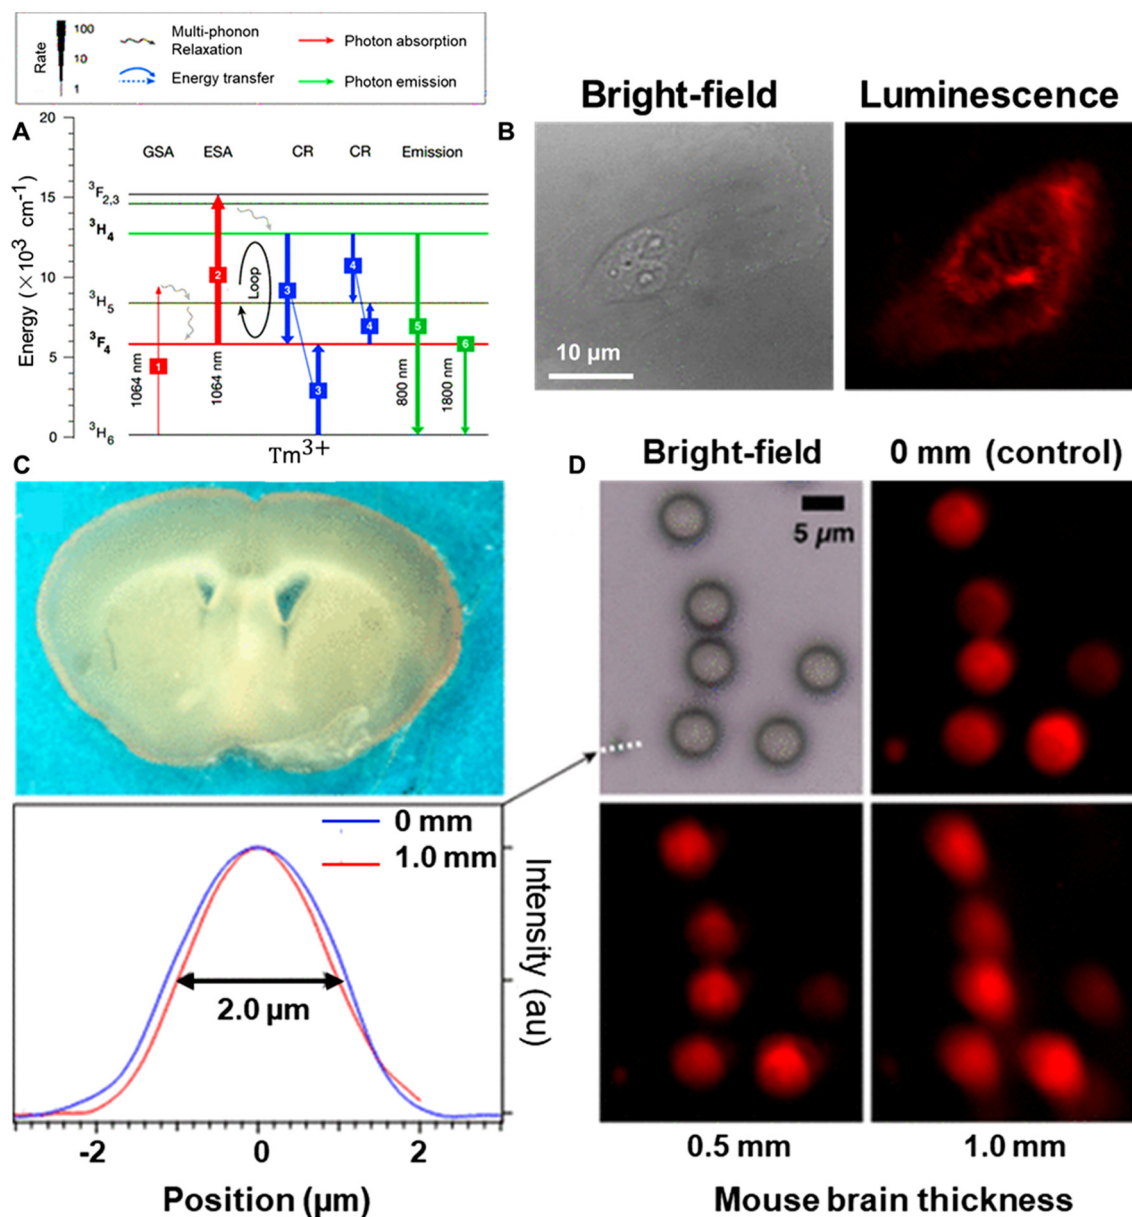 Rate
100
10
1
Multi-phonon
Relaxation
Photon absorption
Energy transfer
Photon emission
A
Energy (×10³ cm⁻¹)
20
15
10
5
0
GSA ESA CR CR Emission
³F₂,₃
³H₄
³H₅
³F₄
³H₆
1
2
3
3
4
4
5
6
Loop
1064 nm
1064 nm
800 nm
1800 nm
Tm³⁺
B
Bright-field
Luminescence
10 µm
C
0 mm
1.0 mm
2.0 µm
Intensity (au)
-2 0 2
Position (µm)
D
Bright-field
0 mm (control)
5 µm
0.5 mm
1.0 mm
Mouse brain thickness